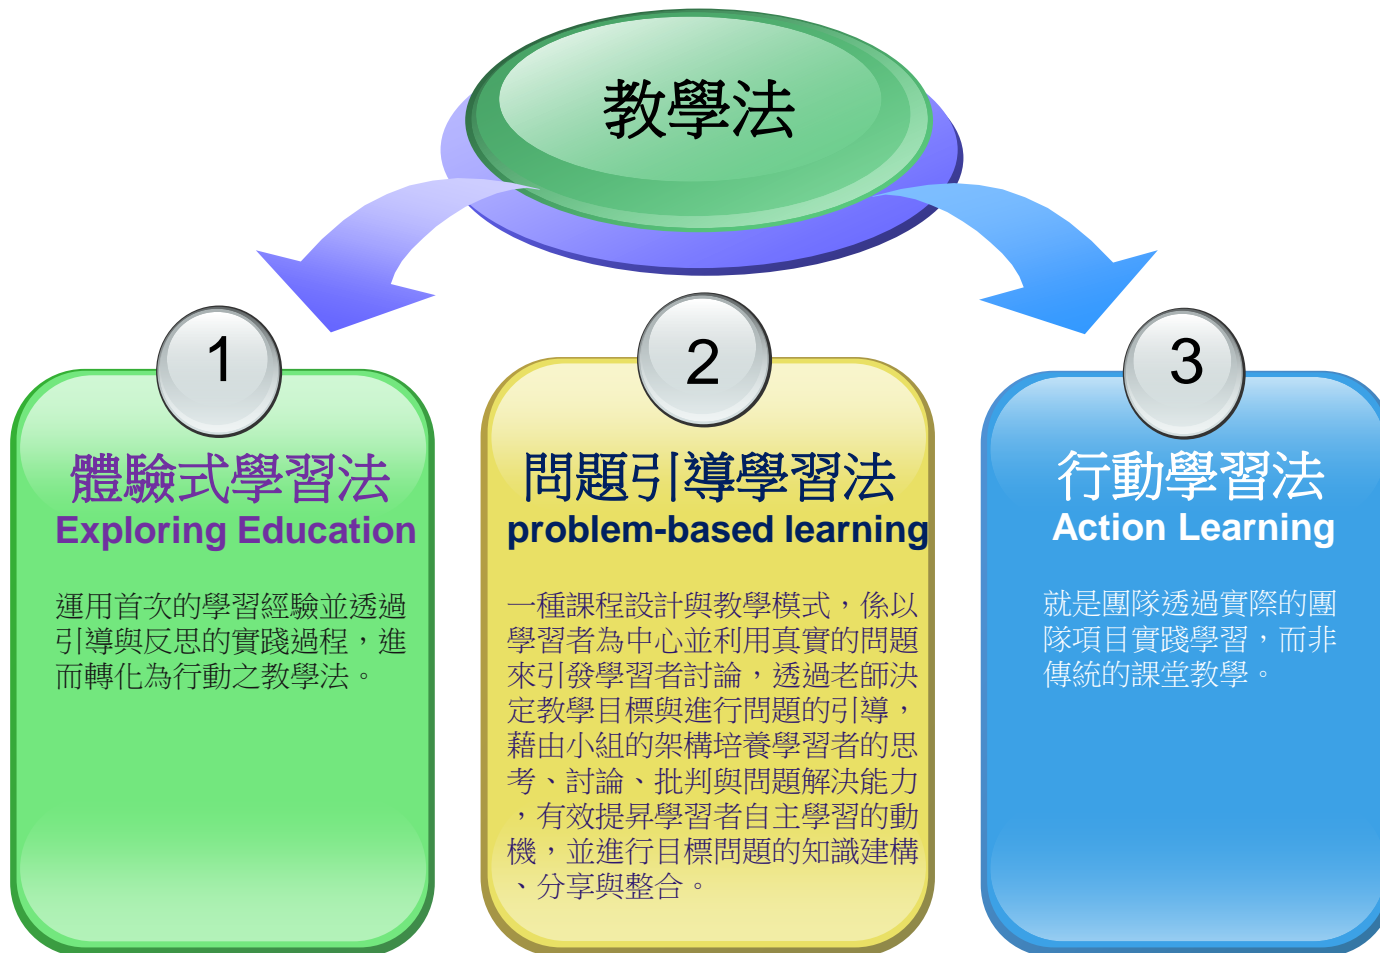 教學法
1
體驗式學習法
Exploring Education
運用首次的學習經驗並透過
引導與反思的實踐過程，進
而轉化為行動之教學法。
2
問題引導學習法
problem-based learning
一種課程設計與教學模式，係以
學習者為中心並利用真實的問題
來引發學習者討論，透過老師決
定教學目標與進行問題的引導，
藉由小組的架構培養學習者的思
考、討論、批判與問題解決能力
，有效提昇學習者自主學習的動
機，並進行目標問題的知識建構
、分享與整合。
3
行動學習法
Action Learning
就是團隊透過實際的團
隊項目實踐學習，而非
傳統的課堂教學。